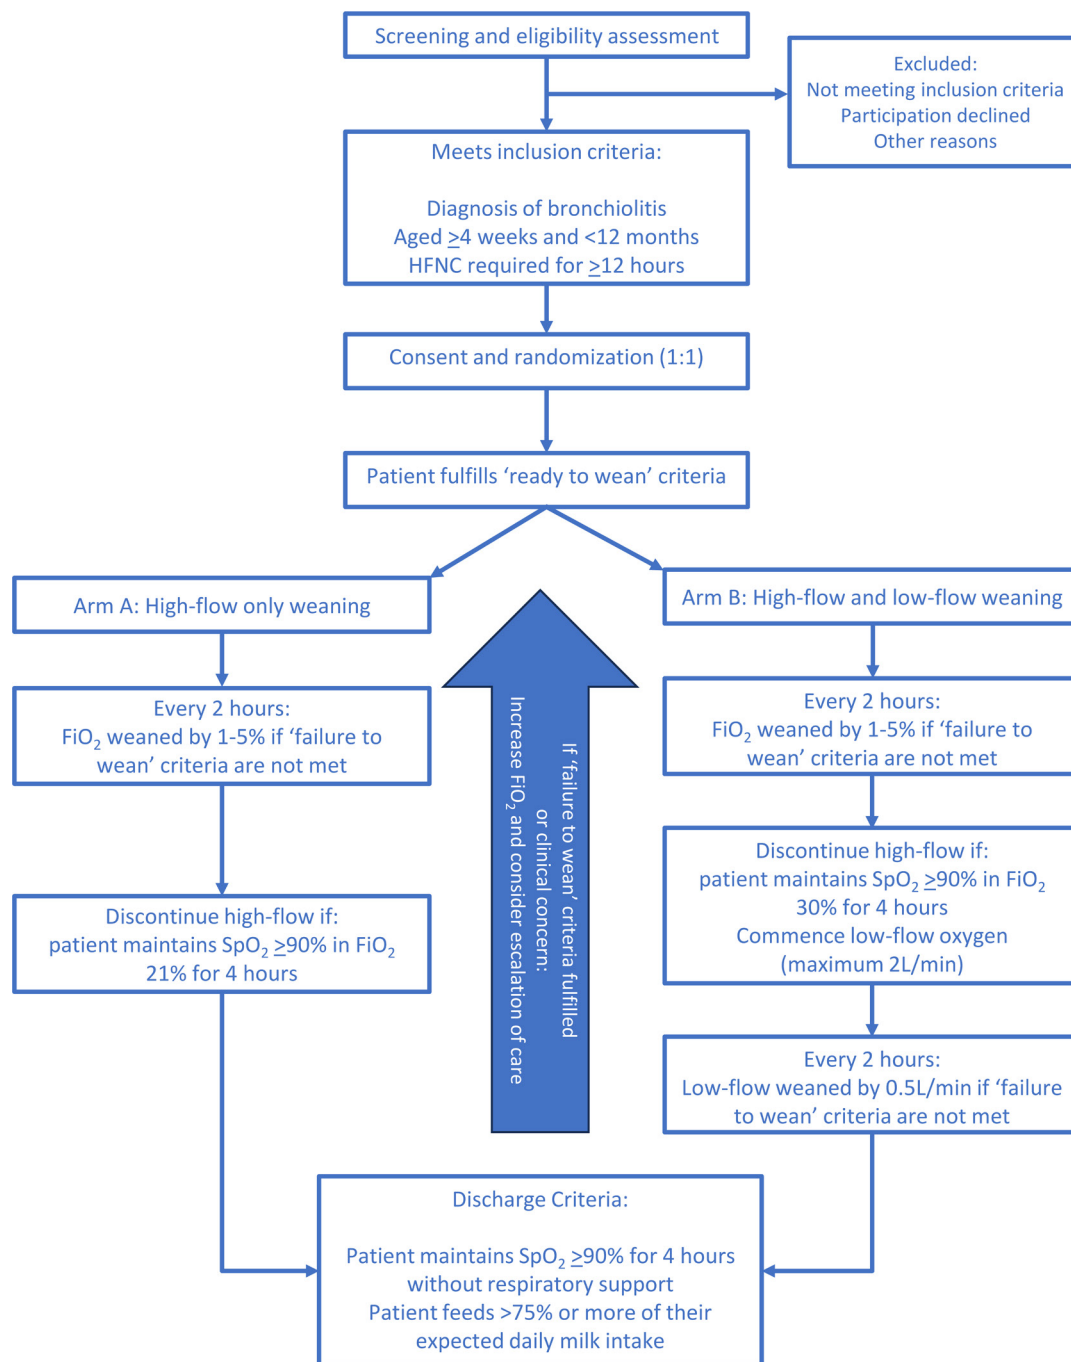 Screening and eligibility assessment
Excluded:
Not meeting inclusion criteria
Participation declined
Other reasons
Meets inclusion criteria:
Diagnosis of bronchiolitis
Aged ≥4 weeks and <12 months
HFNC required for ≥12 hours
Consent and randomization (1:1)
Patient fulfills ‘ready to wean’ criteria
Arm A: High-flow only weaning
Every 2 hours:
FiO₂ weaned by 1-5% if ‘failure to
wean’ criteria are not met
Discontinue high-flow if:
patient maintains SpO₂ ≥90% in FiO₂
21% for 4 hours
If ‘failure to wean’ criteria fulfilled
or clinical concern:
Increase FiO₂ and consider escalation of care
Arm B: High-flow and low-flow weaning
Every 2 hours:
FiO₂ weaned by 1-5% if ‘failure to
wean’ criteria are not met
Discontinue high-flow if:
patient maintains SpO₂ ≥90% in FiO₂
30% for 4 hours
Commence low-flow oxygen
(maximum 2L/min)
Every 2 hours:
Low-flow weaned by 0.5L/min if ‘failure
to wean’ criteria are not met
Discharge Criteria:
Patient maintains SpO₂ ≥90% for 4 hours
without respiratory support
Patient feeds >75% or more of their
expected daily milk intake